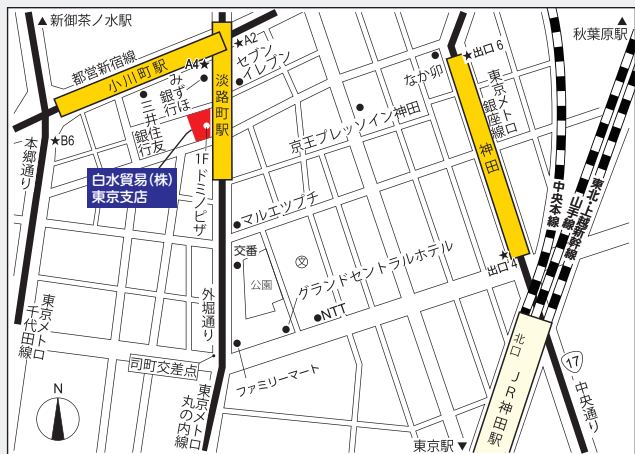 ▲新御茶ノ水駅
秋葉原駅▲
都営新宿線
小川町駅
A4★
★A2
セブン
イレブン
みずほ
銀行
三井住友
銀行
淡路町駅
なか卯
★出口6
東京メトロ
銀座線
神田
京王プレッソイン神田
★B6
本郷通り
白水貿易(株)
東京支店
1F ドミノピザ
マルエツプチ
交番
公園
文
グランドセントラルホテル
NTT
★
出口4
中央本線
山手線
東北・上越新幹線
外堀通り
東京メトロ
千代田線
司町交差点
ファミリーマート
東京メトロ
丸の内線
N
北口
JR神田駅
17
中央通り
東京駅▼